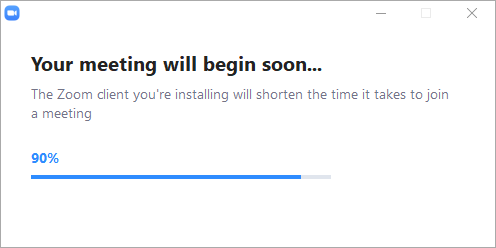 Your meeting will begin soon...
The Zoom client you're installing will shorten the time it takes to join
a meeting
90%